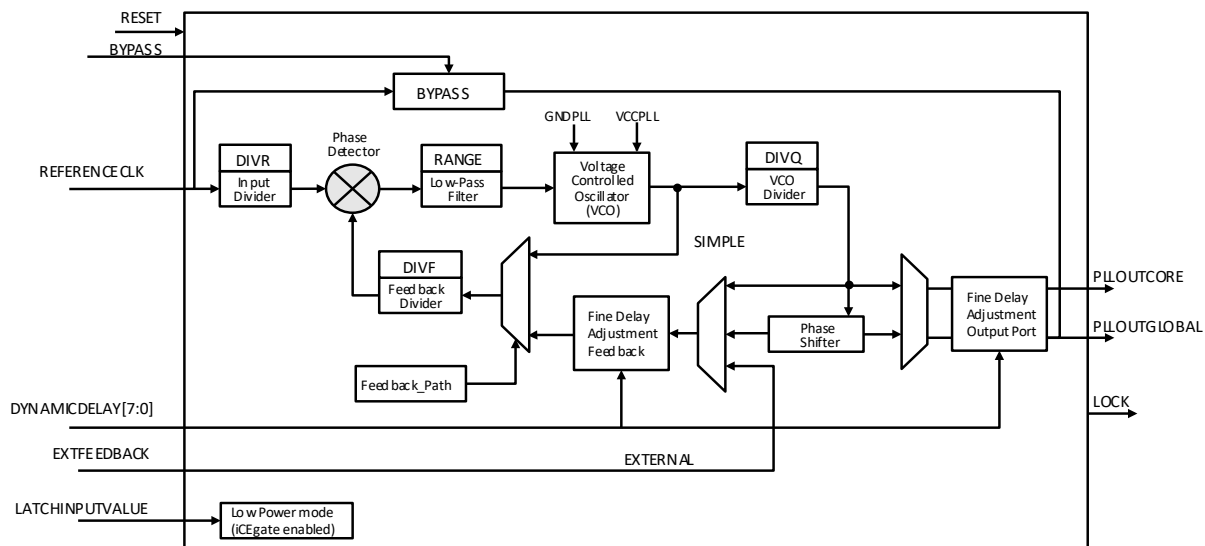 RESET
BYPASS
BYPASS
GNDPLL
VCCPLL
REFERENCECLK
DIVR
Input
Divider
Phase
Detector
RANGE
Low-Pass
Filter
Voltage
Controlled
Oscillator
(VCO)
DIVQ
VCO
Divider
SIMPLE
DIVF
Feedback
Divider
Fine Delay
Adjustment
Feedback
Phase
Shifter
Fine Delay
Adjustment
Output Port
PLLOUTCORE
PLLOUTGLOBAL
Feedback_Path
DYNAMICDELAY[7:0]
LOCK
EXTFEEDBACK
EXTERNAL
LATCHINPUTVALUE
Low Power mode
(iCEgate enabled)